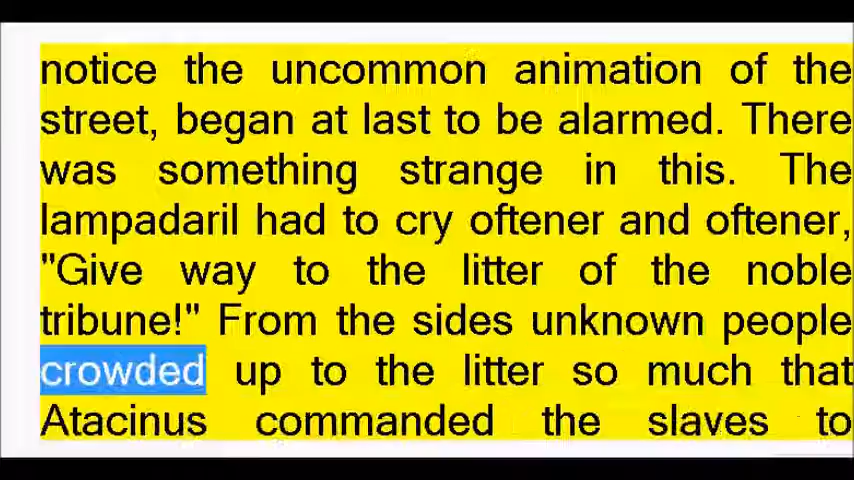 notice the uncommon animation of the
street, began at last to be alarmed. There
was something strange in this. The
lampadaril had to cry oftener and oftener,
"Give way to the litter of the noble
tribune!" From the sides unknown people
crowded up to the litter so much that
Atacinus commanded the slaves to